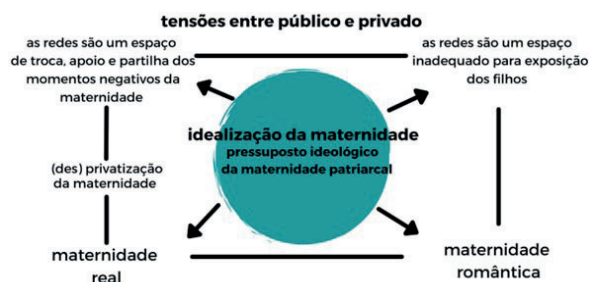 tensões entre público e privado
as redes são um espaço
de troca, apoio e partilha dos
momentos negativos da
maternidade
as redes são um espaço
inadequado para exposição
dos filhos
idealização da maternidade
pressuposto ideológico
da maternidade patriarcal
(des) privatização
da maternidade
maternidade
real
maternidade
romântica